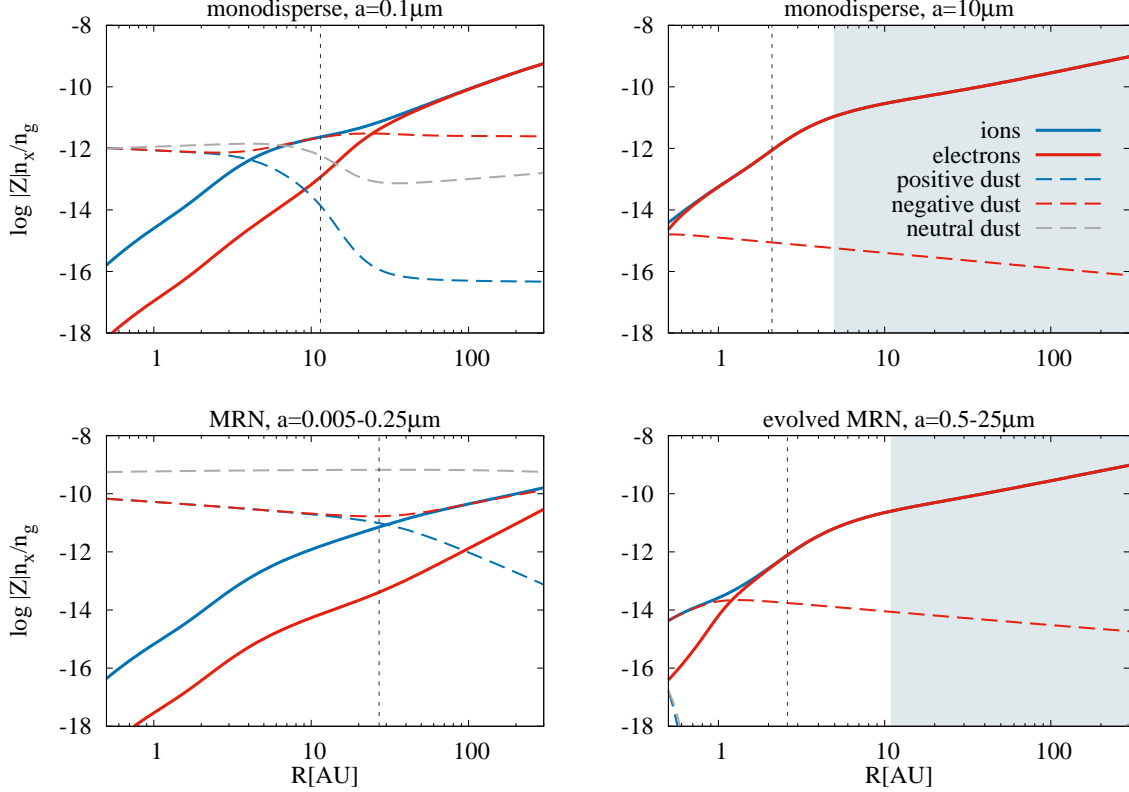 monodisperse, a=0.1μm
log |Z|n_x/n_g
-8
-10
-12
-14
-16
-18
1 10 100
monodisperse, a=10μm
-8
-10
-12
-14
-16
-18
ions
electrons
positive dust
negative dust
neutral dust
1 10 100
MRN, a=0.005-0.25μm
log |Z|n_x/n_g
-8
-10
-12
-14
-16
-18
1 10 100
R[AU]
evolved MRN, a=0.5-25μm
-8
-10
-12
-14
-16
-18
1 10 100
R[AU]